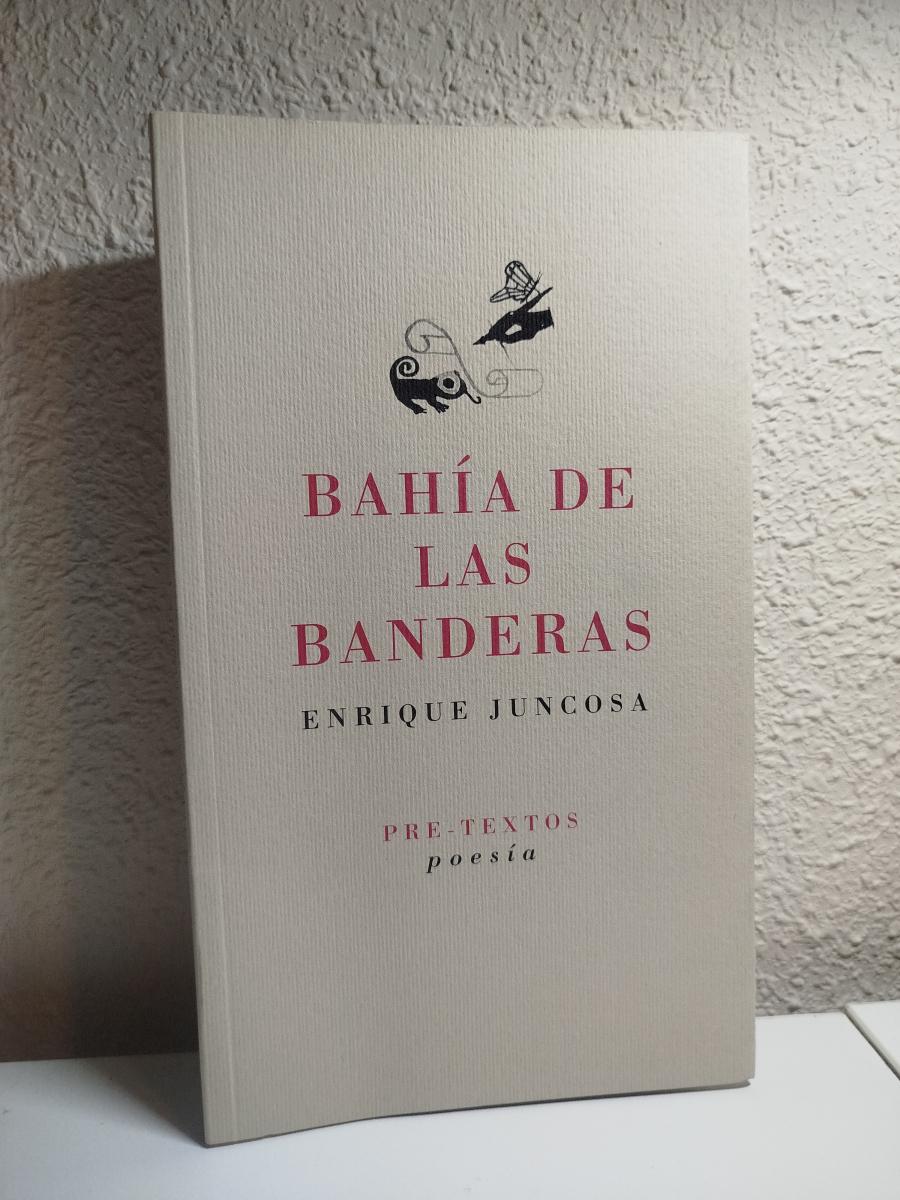 BAHÍA DE
LAS
BANDERAS
ENRIQUE JUNCOSA
PRE-TEXTOS
poesía